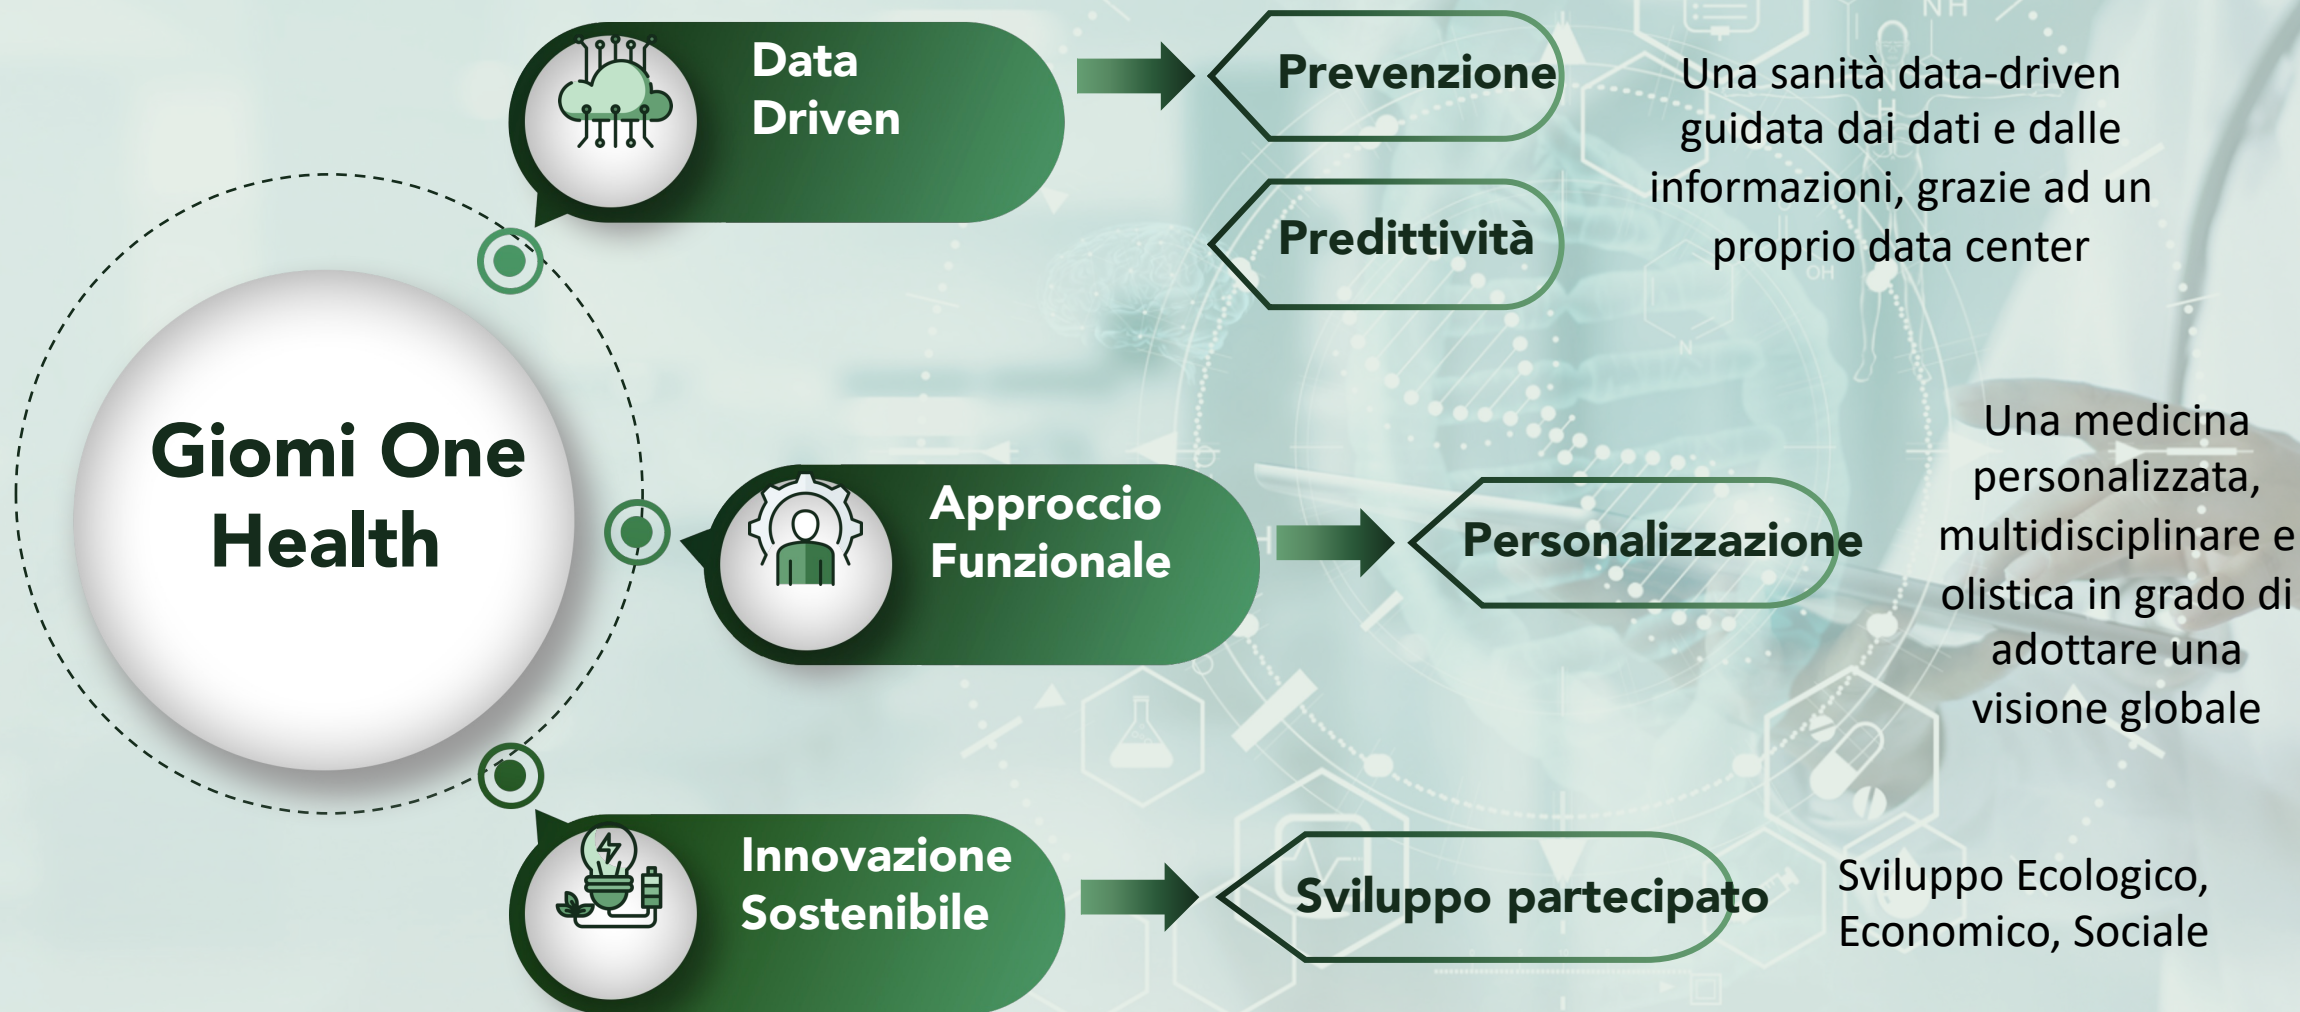 Giomi One
Health
Data
Driven
Prevenzione
Predittività
Una sanità data-driven
guidata dai dati e dalle
informazioni, grazie ad un
proprio data center
Approccio
Funzionale
Personalizzazione
Una medicina
personalizzata,
multidisciplinare e
olistica in grado di
adottare una
visione globale
Innovazione
Sostenibile
Sviluppo partecipato
Sviluppo Ecologico,
Economico, Sociale
NH
H
OH
N
H
O